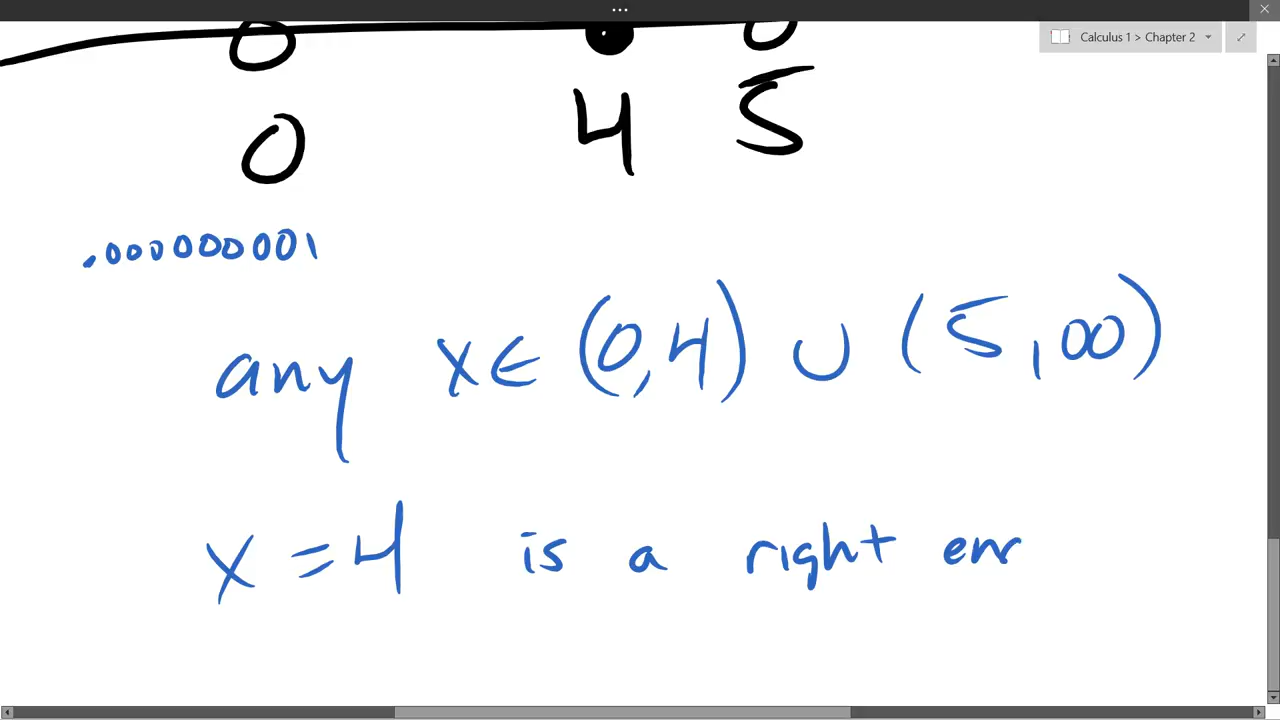 ...
Calculus 1 > Chapter 2
0 4 5
.000000001
any x∈ (0,4) ∪ (5,∞)
x = 4 is a right en